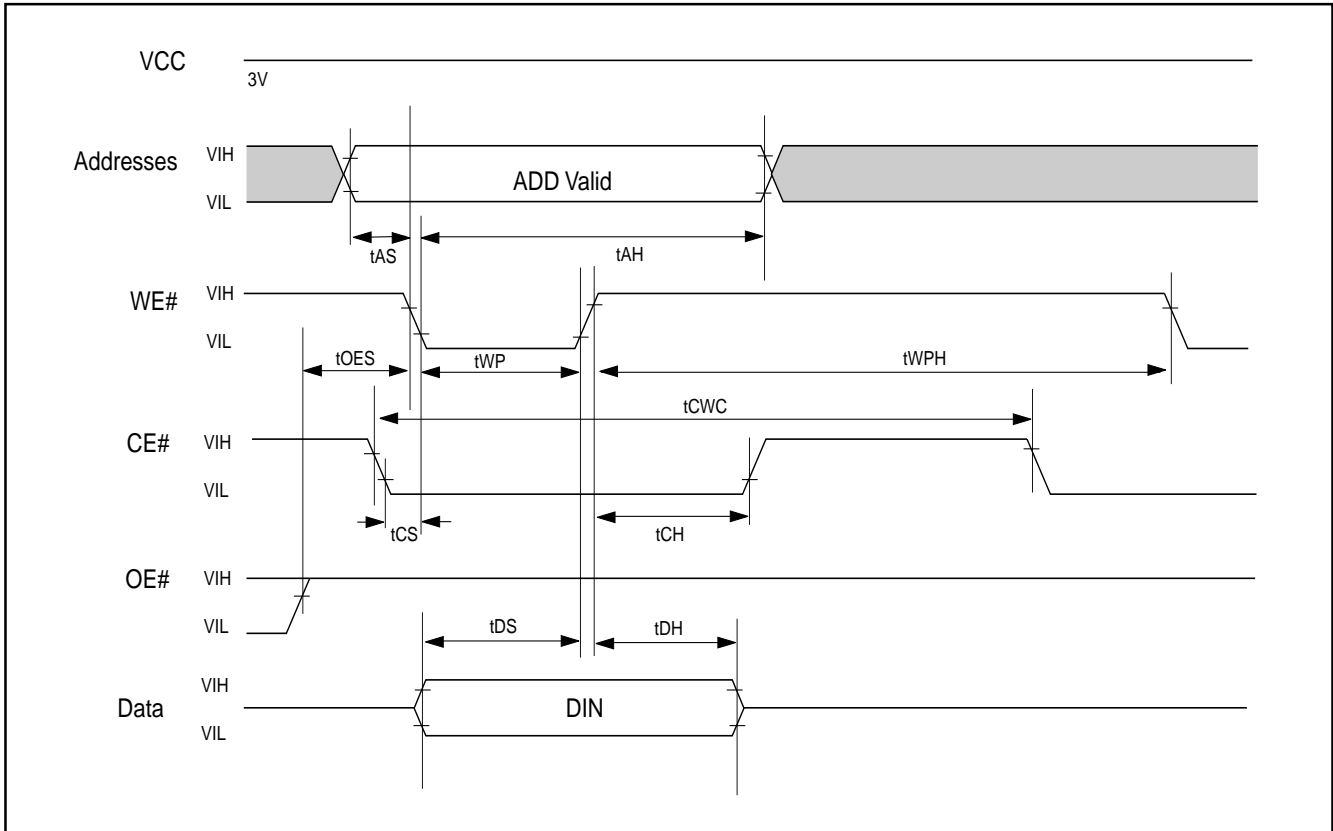 VCC
3V
Addresses
VIH
VIL
ADD Valid
tAS
tAH
WE#
VIH
VIL
tOES
tWP
tWPH
tCWC
CE#
VIH
VIL
tCS
tCH
OE#
VIH
VIL
tDS
tDH
Data
VIH
VIL
DIN